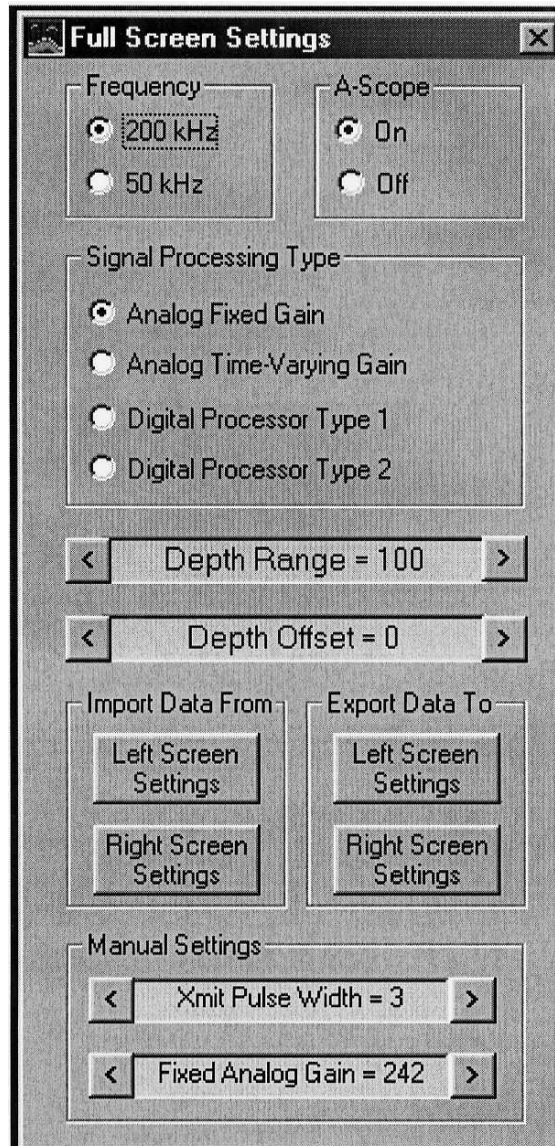 Full Screen Settings
Frequency
200 kHz
50 kHz
A-Scope
On
Off
Signal Processing Type
Analog Fixed Gain
Analog Time-Varying Gain
Digital Processor Type 1
Digital Processor Type 2
< Depth Range = 100 >
< Depth Offset = 0 >
Import Data From
Left Screen
Settings
Right Screen
Settings
Export Data To
Left Screen
Settings
Right Screen
Settings
Manual Settings
< Xmit Pulse Width = 3 >
< Fixed Analog Gain = 242 >